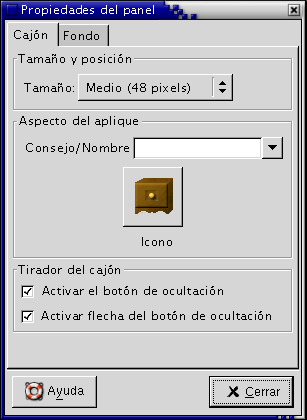 Propiedades del panel
Cajón Fondo
Tamaño y posición
Tamaño: Medio (48 pixels)
Aspecto del aplique
Consejo/Nombre
Icono
Tirador del cajón
Activar el botón de ocultación
Activar flecha del botón de ocultación
Ayuda Cerrar